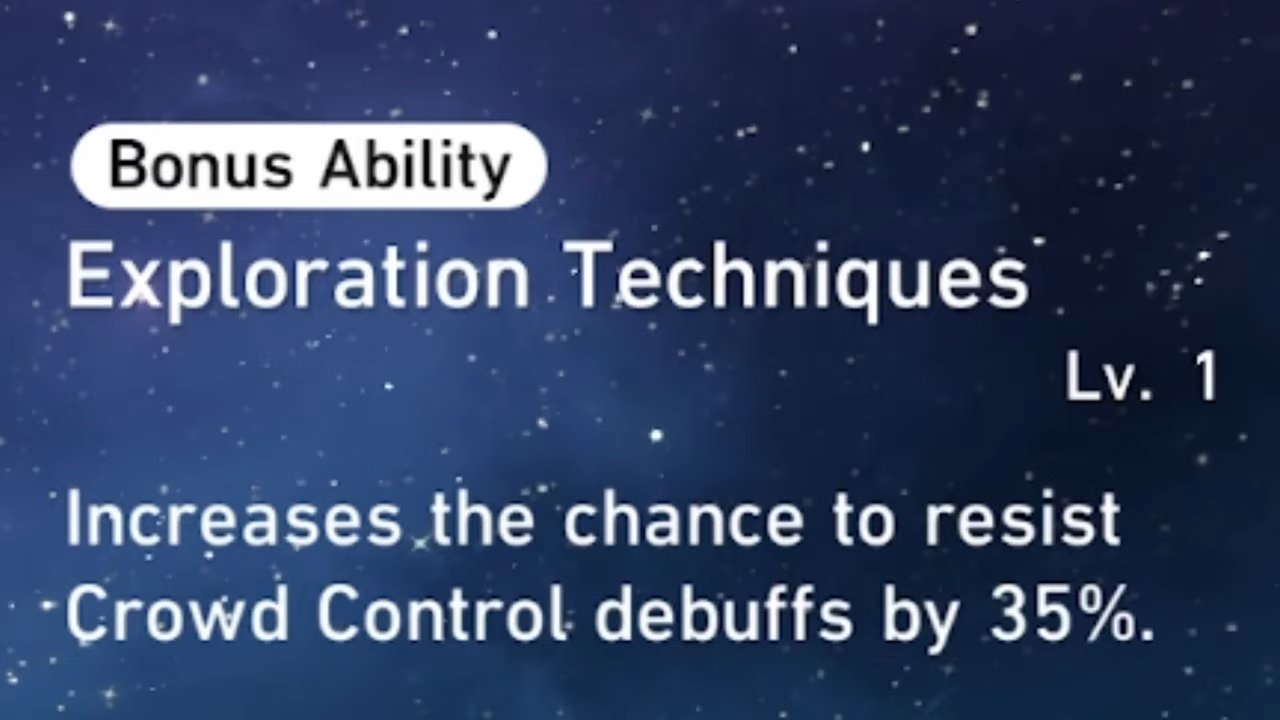 Bonus Ability
Exploration Techniques
Lv. 1
Increases the chance to resist
Crowd Control debuffs by 35%.